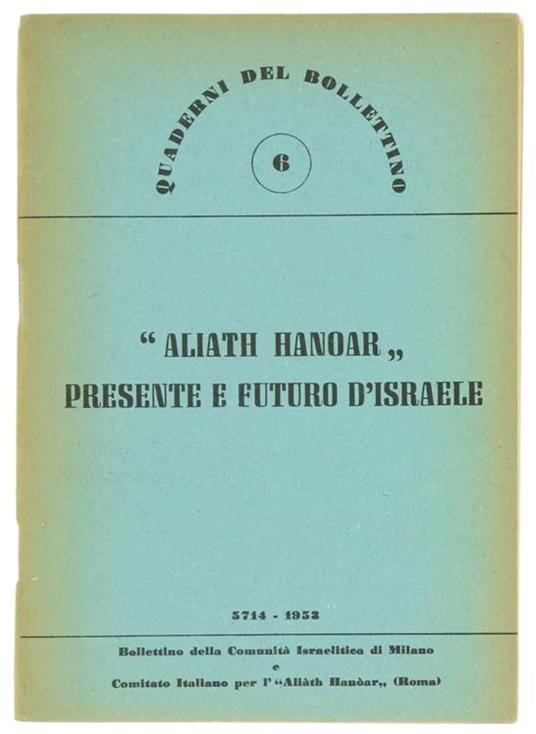 QUADERNI DEL BOLLETTINO
6
“ ALIATH HANOAR „
PRESENTE E FUTURO D'ISRAELE
5714 - 1953
Bollettino della Comunità Israelitica di Milano
e
Comitato Italiano per l' “Aliàth Hanòar„ (Roma)